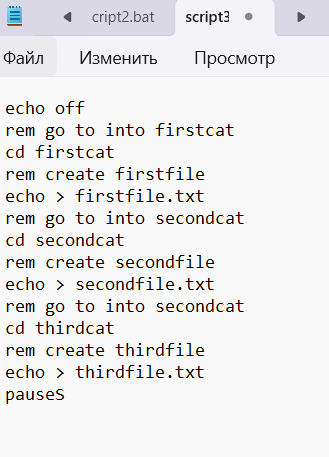 cript2.bat script3
Файл Изменить Просмотр
echo off
rem go to into firstcat
cd firstcat
rem create firstfile
echo > firstfile.txt
rem go to into secondcat
cd secondcat
rem create secondfile
echo > secondfile.txt
rem go to into secondcat
cd thirdcat
rem create thirdfile
echo > thirdfile.txt
pauseS